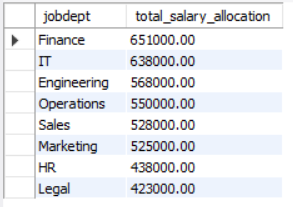 jobdept total_salary_allocation
Finance 651000.00
IT 638000.00
Engineering 568000.00
Operations 550000.00
Sales 528000.00
Marketing 525000.00
HR 438000.00
Legal 423000.00